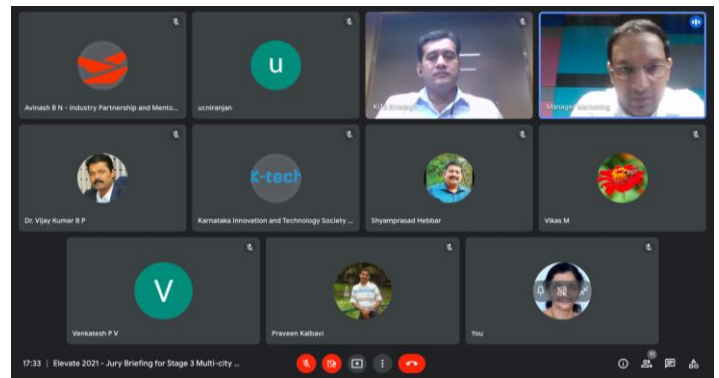 Avinash B N - Industry Partnership and Mento...
u
ucniranjan
Manager Marketing
Dr. Vijay Kumar B P
K-tech
Karnataka Innovation and Technology Society ...
Shyamprasad Hebbar
Vikas M
V
Venkatesh P V
Praveen Kalbavi
You
17:33 | Elevate 2021 - Jury Briefing for Stage 3 Multi-city ...
11